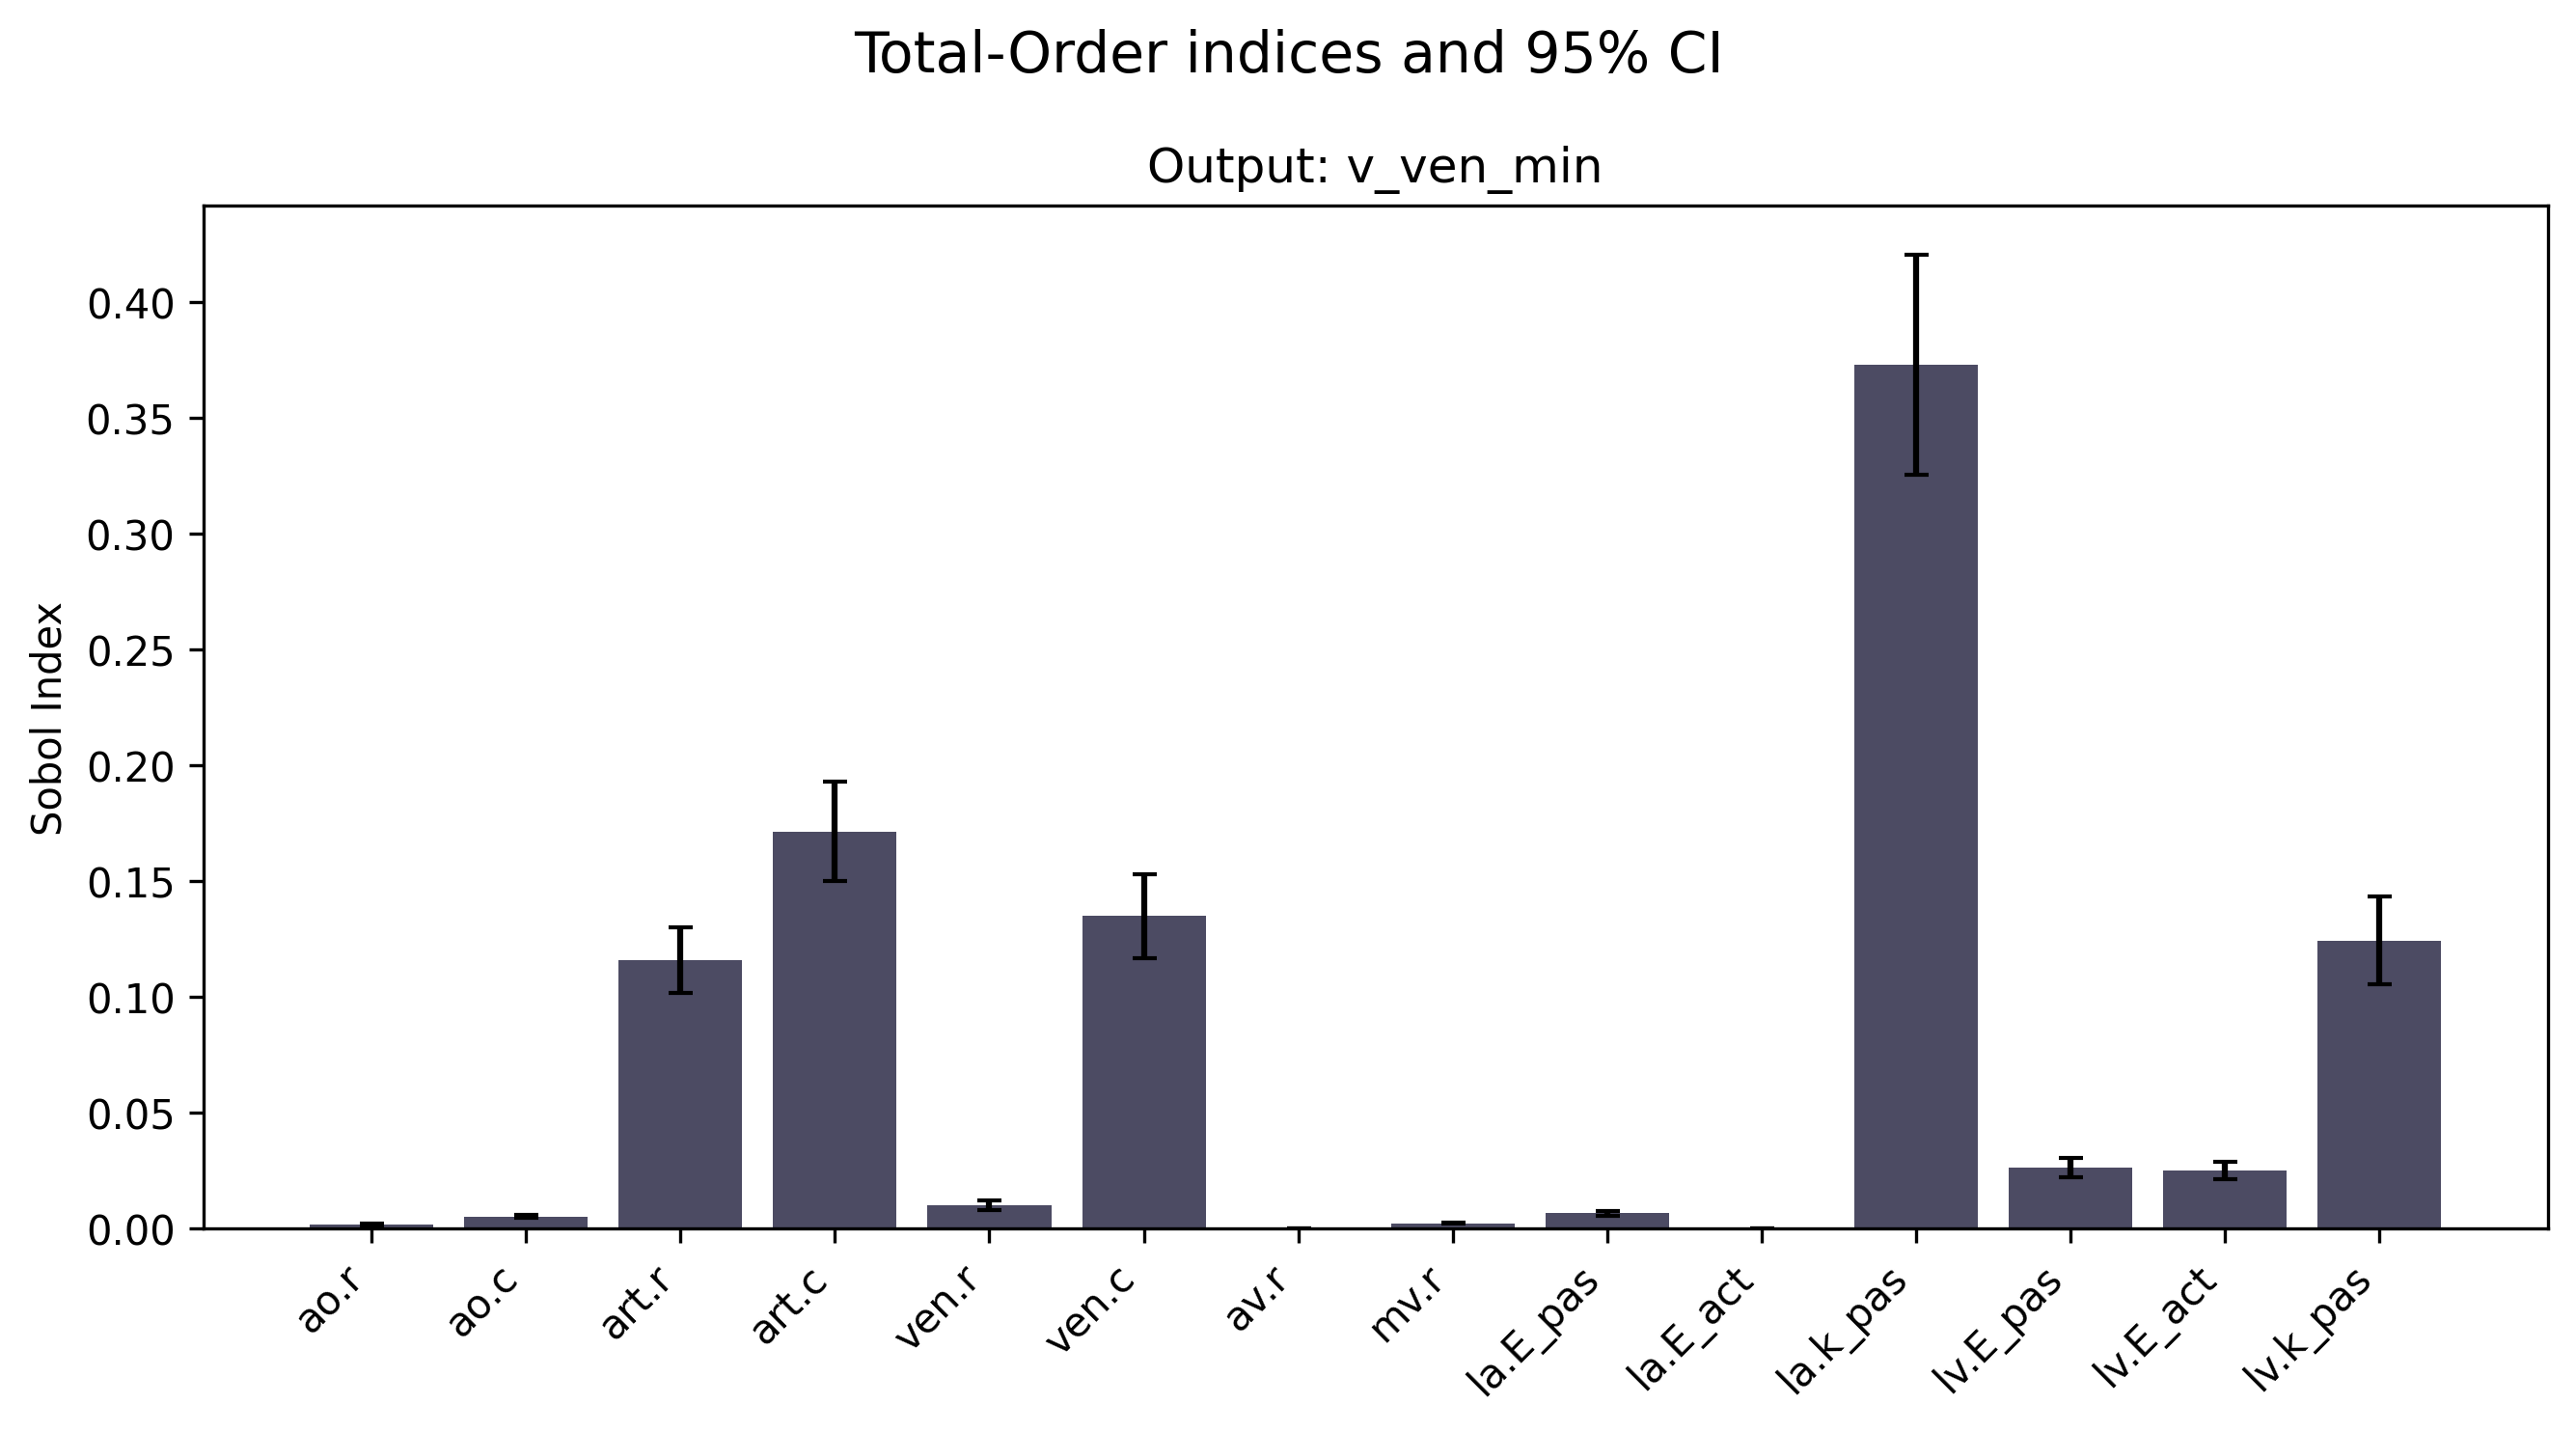 Total-Order indices and 95% CI
Output: v_ven_min
Sobol Index
0.40
0.35
0.30
0.25
0.20
0.15
0.10
0.05
0.00
ao.r
ao.c
art.r
art.c
ven.r
ven.c
av.r
mv.r
la.E_pas
la.E_act
la.k_pas
lv.E_pas
lv.E_act
lv.k_pas